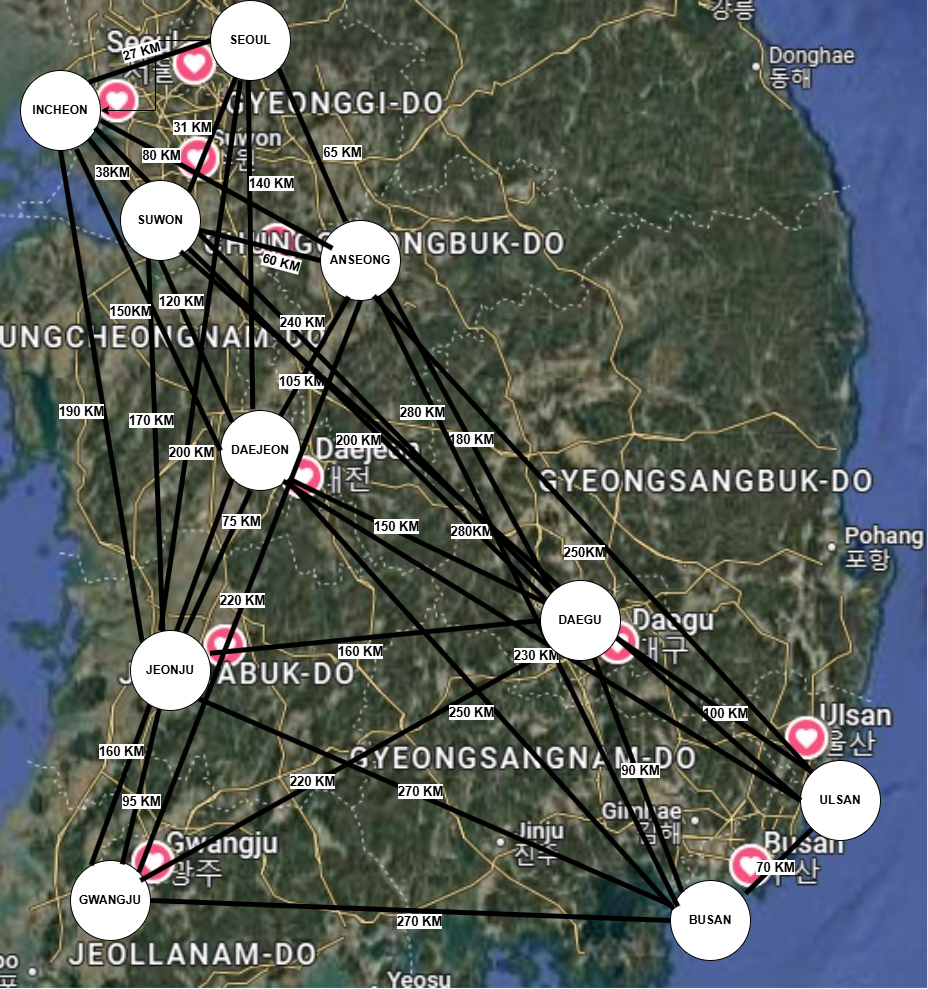 강릉
SEOUL
Seoul
서울
27 KM
Donghae
동해
INCHEON
GYEONGGI-DO
31 KM
Suwon
원
80 KM
65 KM
38KM
140 KM
SUWON
CHUNGCHEONGBUK-DO
ANSEONG
60 KM
120 KM
150KM
240 KM
UNGCHEONGNAM-DO
105 KM
190 KM
280 KM
170 KM
200 KM
180 KM
200 KM
DAEJEON
Daejeon
대전
GYEONGSANGBUK-DO
75 KM
150 KM
280KM
Pohang
포항
250KM
220 KM
DAEGU
Daegu
대구
160 KM
230 KM
JEONJU
ABUK-DO
250 KM
100 KM
Ulsan
울산
160 KM
GYEONGSANGNAM-DO
90 KM
220 KM
270 KM
95 KM
ULSAN
Gimhae
김해
Jinju
진주
Gwangju
광주
Busan
부산
70 KM
GWANGJU
270 KM
BUSAN
JEOLLANAM-DO
Yeosu